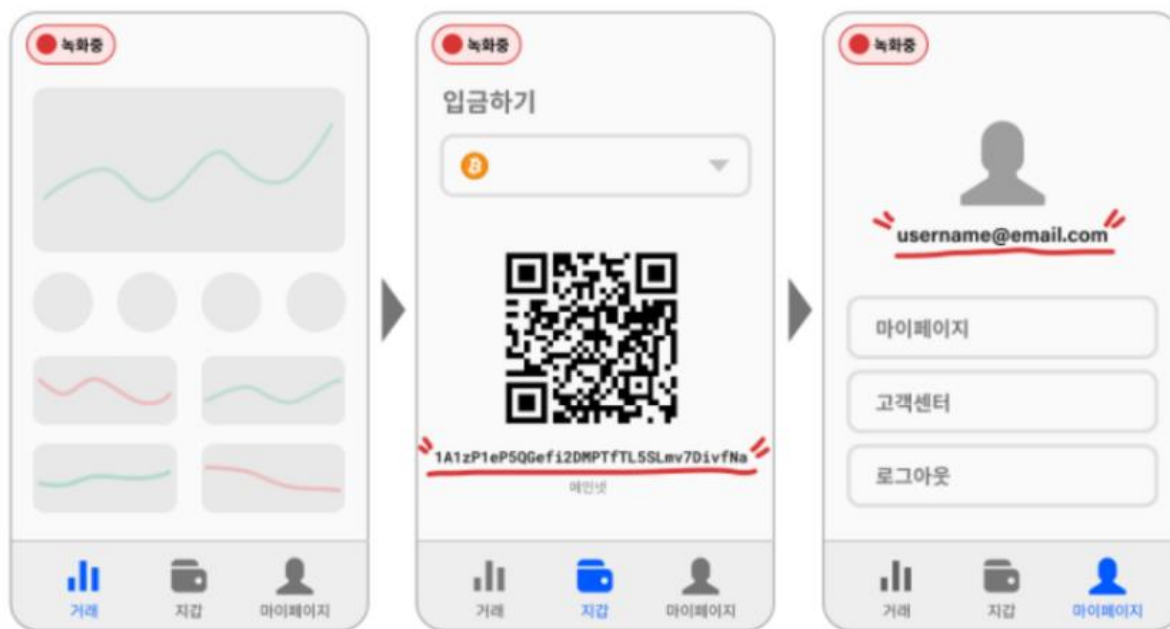 녹화중
거래
지갑
마이페이지
녹화중
입금하기
1A1zP1eP5QGefi2DMPTfTL5SLmv7DivfNa
메인넷
거래
지갑
마이페이지
녹화중
username@email.com
마이페이지
고객센터
로그아웃
거래
지갑
마이페이지